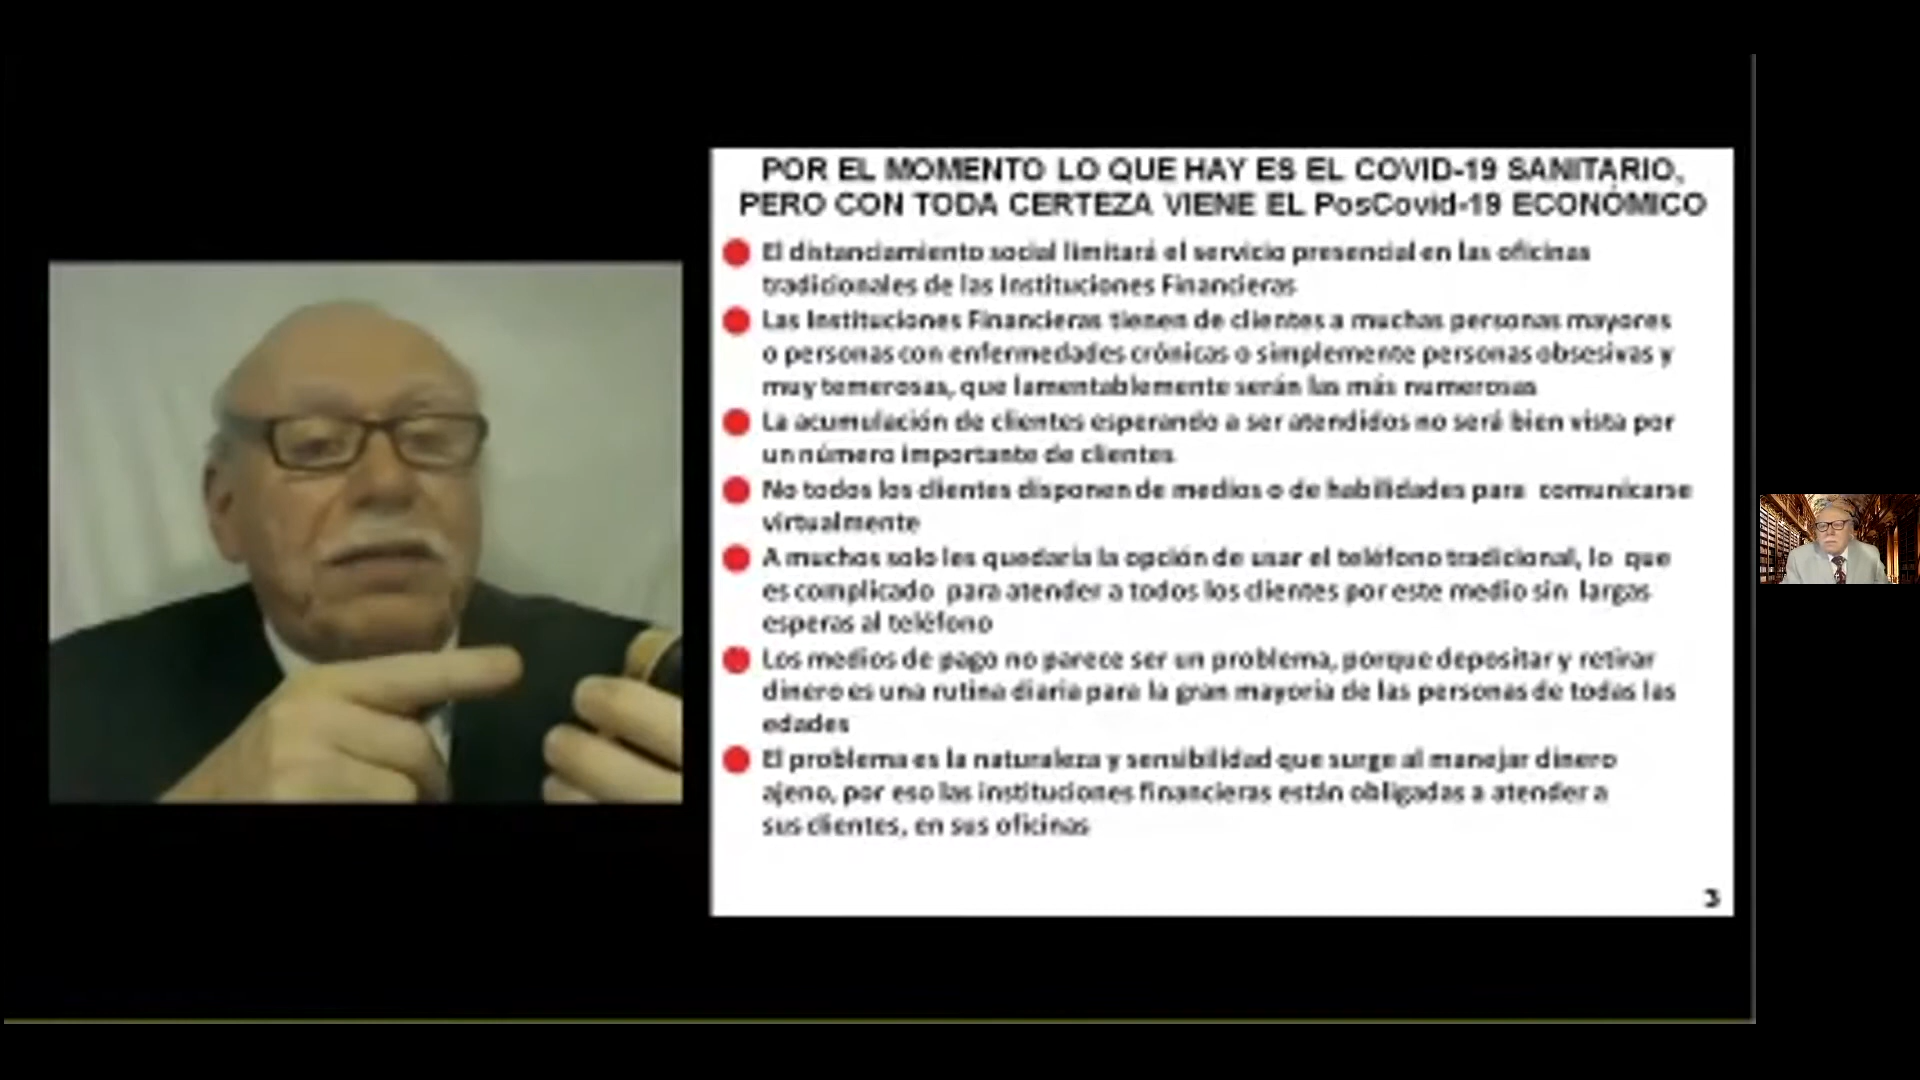 POR EL MOMENTO LO QUE HAY ES EL COVID-19 SANITARIO,
PERO CON TODA CERTEZA VIENE EL PosCovid-19 ECONÓMICO
El distanciamiento social limitará el servicio presencial en las oficinas
tradicionales de las Instituciones Financieras
Las Instituciones Financieras tienen de clientes a muchas personas mayores
o personas con enfermedades crónicas o simplemente personas obsesivas y
muy temerosas, que lamentablemente serán las más numerosas
La acumulación de clientes esperando a ser atendidos no será bien vista por
un número importante de clientes
No todos los clientes disponen de medios o de habilidades para comunicarse
virtualmente
A muchos solo les quedaría la opción de usar el teléfono tradicional, lo que
es complicado para atender a todos los clientes por este medio sin largas
esperas al teléfono
Los medios de pago no parece ser un problema, porque depositar y retirar
dinero es una rutina diaria para la gran mayoría de las personas de todas las
edades
El problema es la naturaleza y sensibilidad que surge al manejar dinero
ajeno, por eso las instituciones financieras están obligadas a atender a
sus clientes, en sus oficinas
3